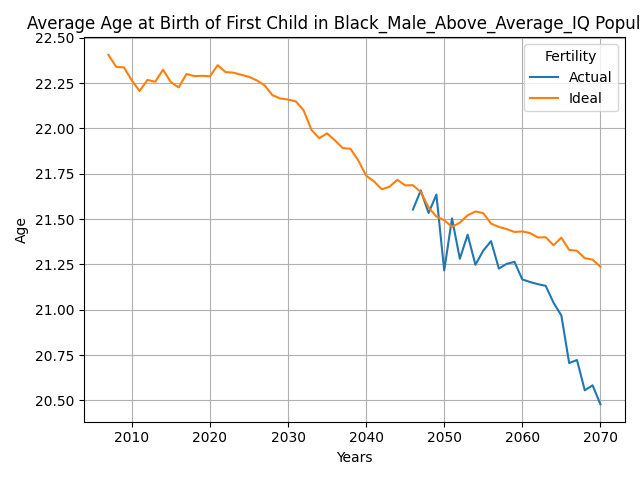 Average Age at Birth of First Child in Black_Male_Above_Average_IQ Popul
22.50
22.25
22.00
21.75
21.50
21.25
21.00
20.75
20.50
Age
Fertility
Actual
Ideal
2010 2020 2030 2040 2050 2060 2070
Years